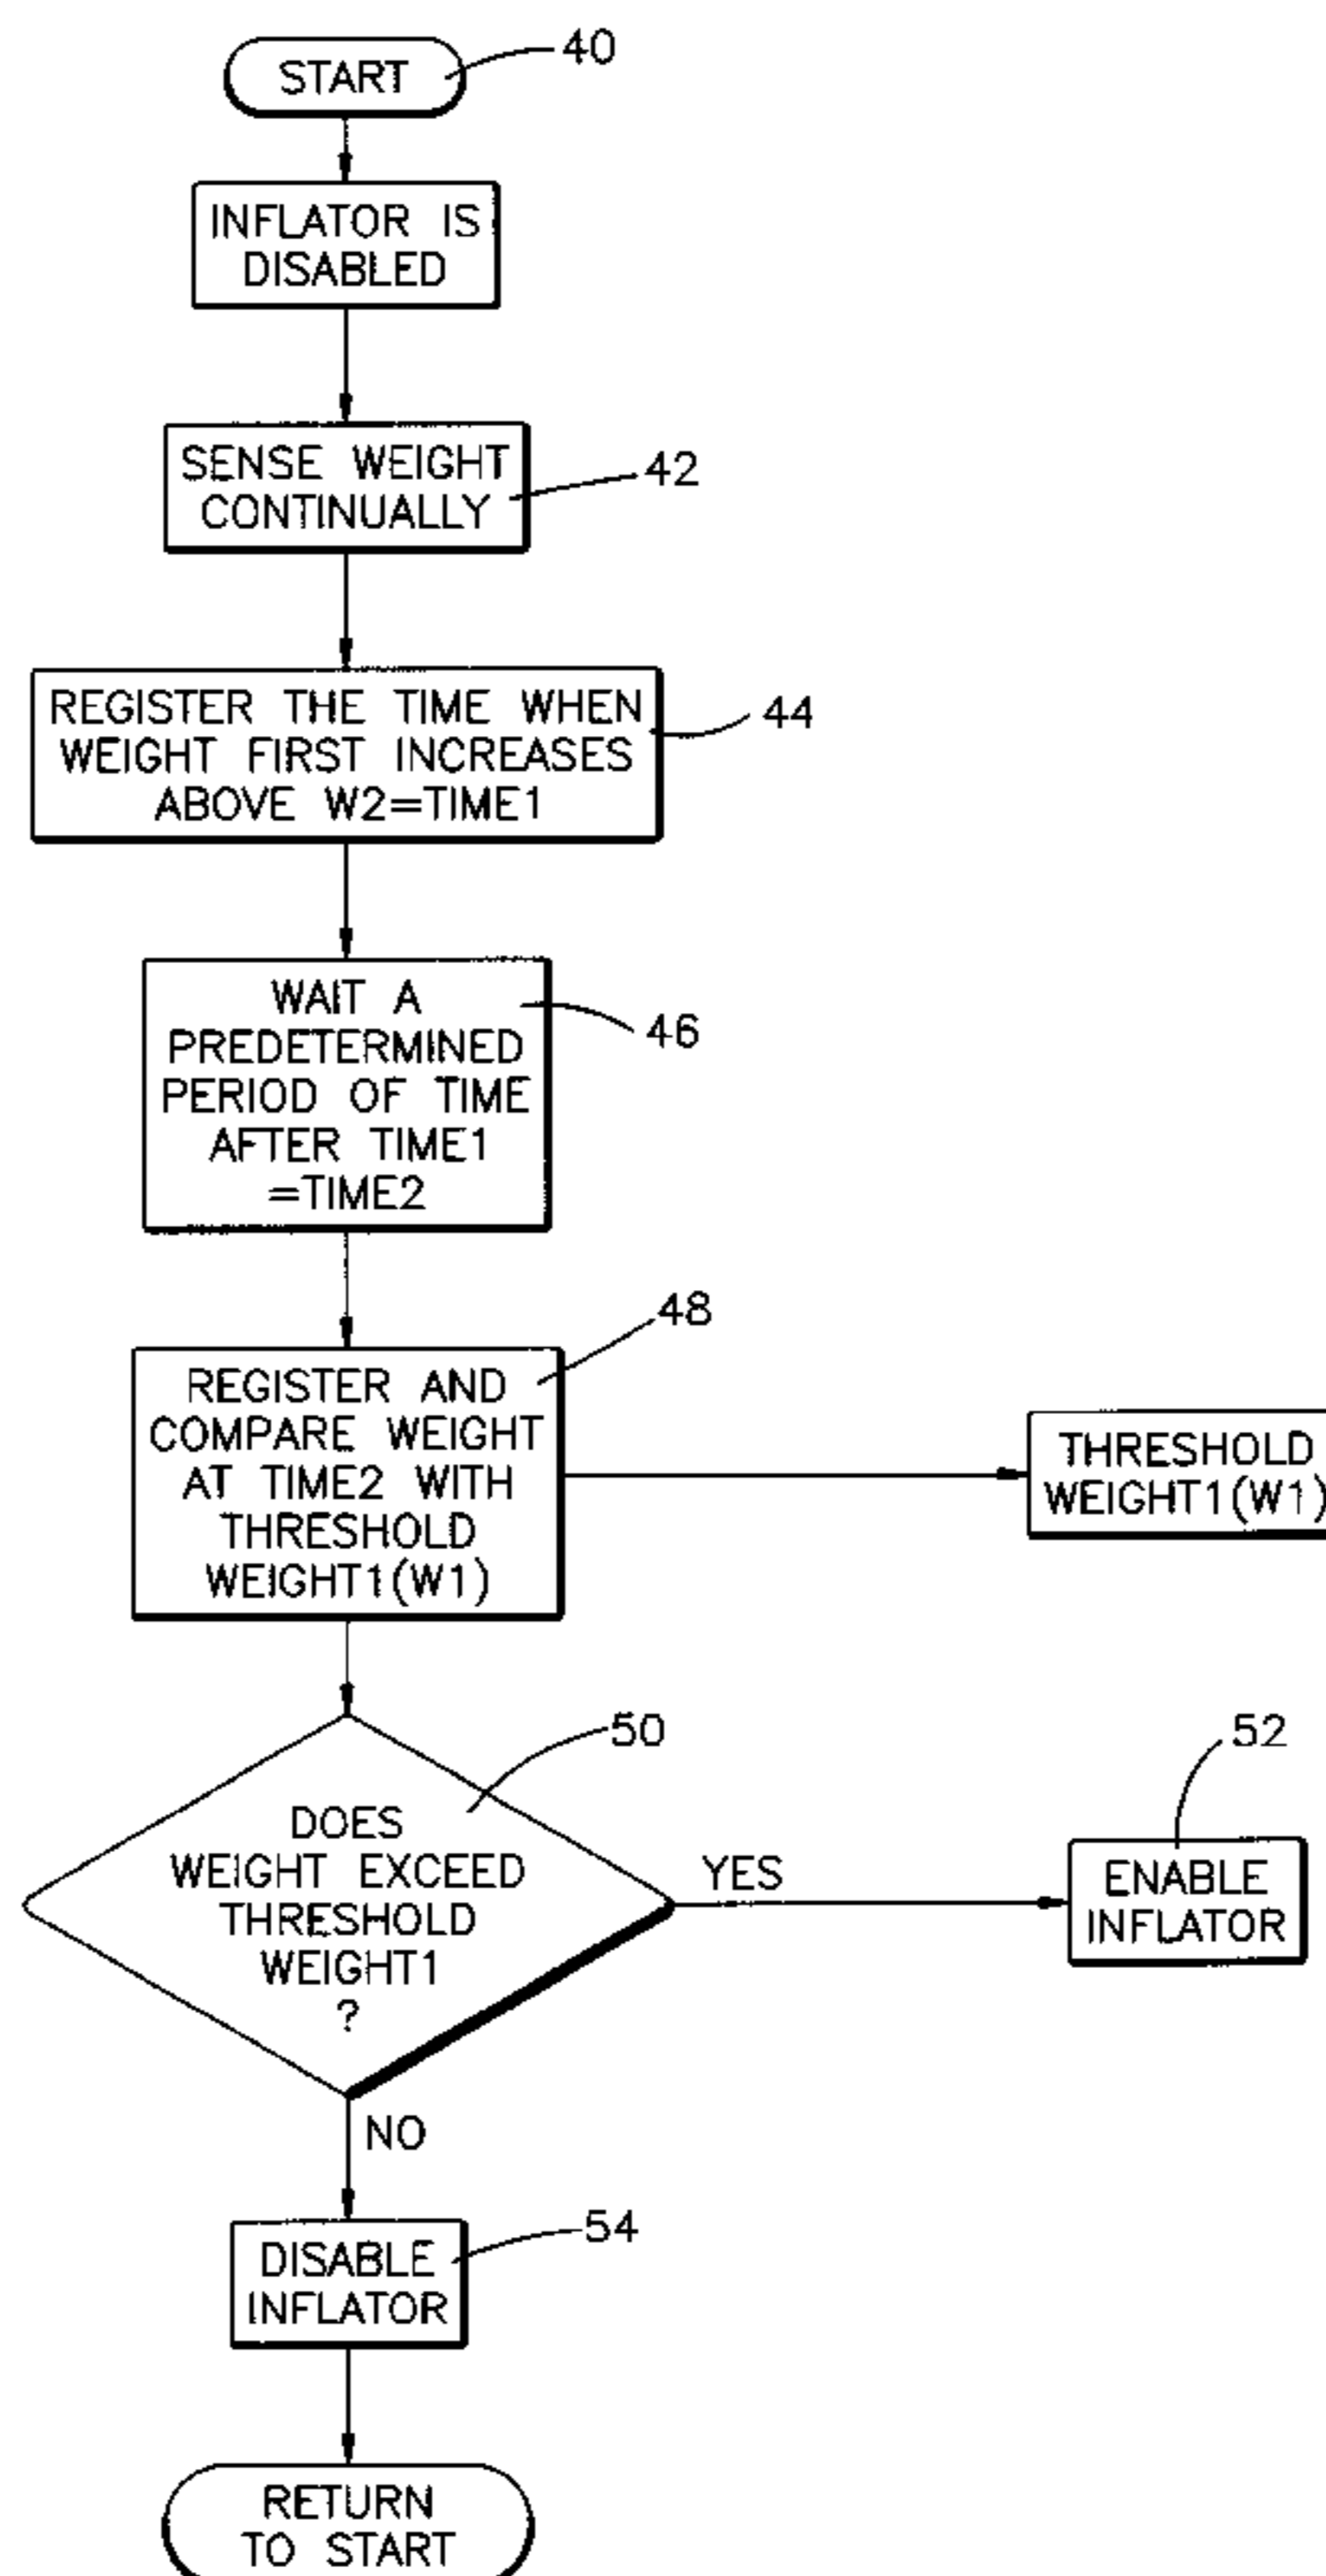 START
40
INFLATOR IS
DISABLED
SENSE WEIGHT
CONTINUALLY
42
REGISTER THE TIME WHEN
WEIGHT FIRST INCREASES
ABOVE W2=TIME1
44
WAIT A
PREDETERMINED
PERIOD OF TIME
AFTER TIME1
=TIME2
46
REGISTER AND
COMPARE WEIGHT
AT TIME2 WITH
THRESHOLD
WEIGHT1(W1)
48
THRESHOLD
WEIGHT1(W1)
DOES
WEIGHT EXCEED
THRESHOLD
WEIGHT1
?
50
YES
ENABLE
INFLATOR
52
NO
DISABLE
INFLATOR
54
RETURN
TO START